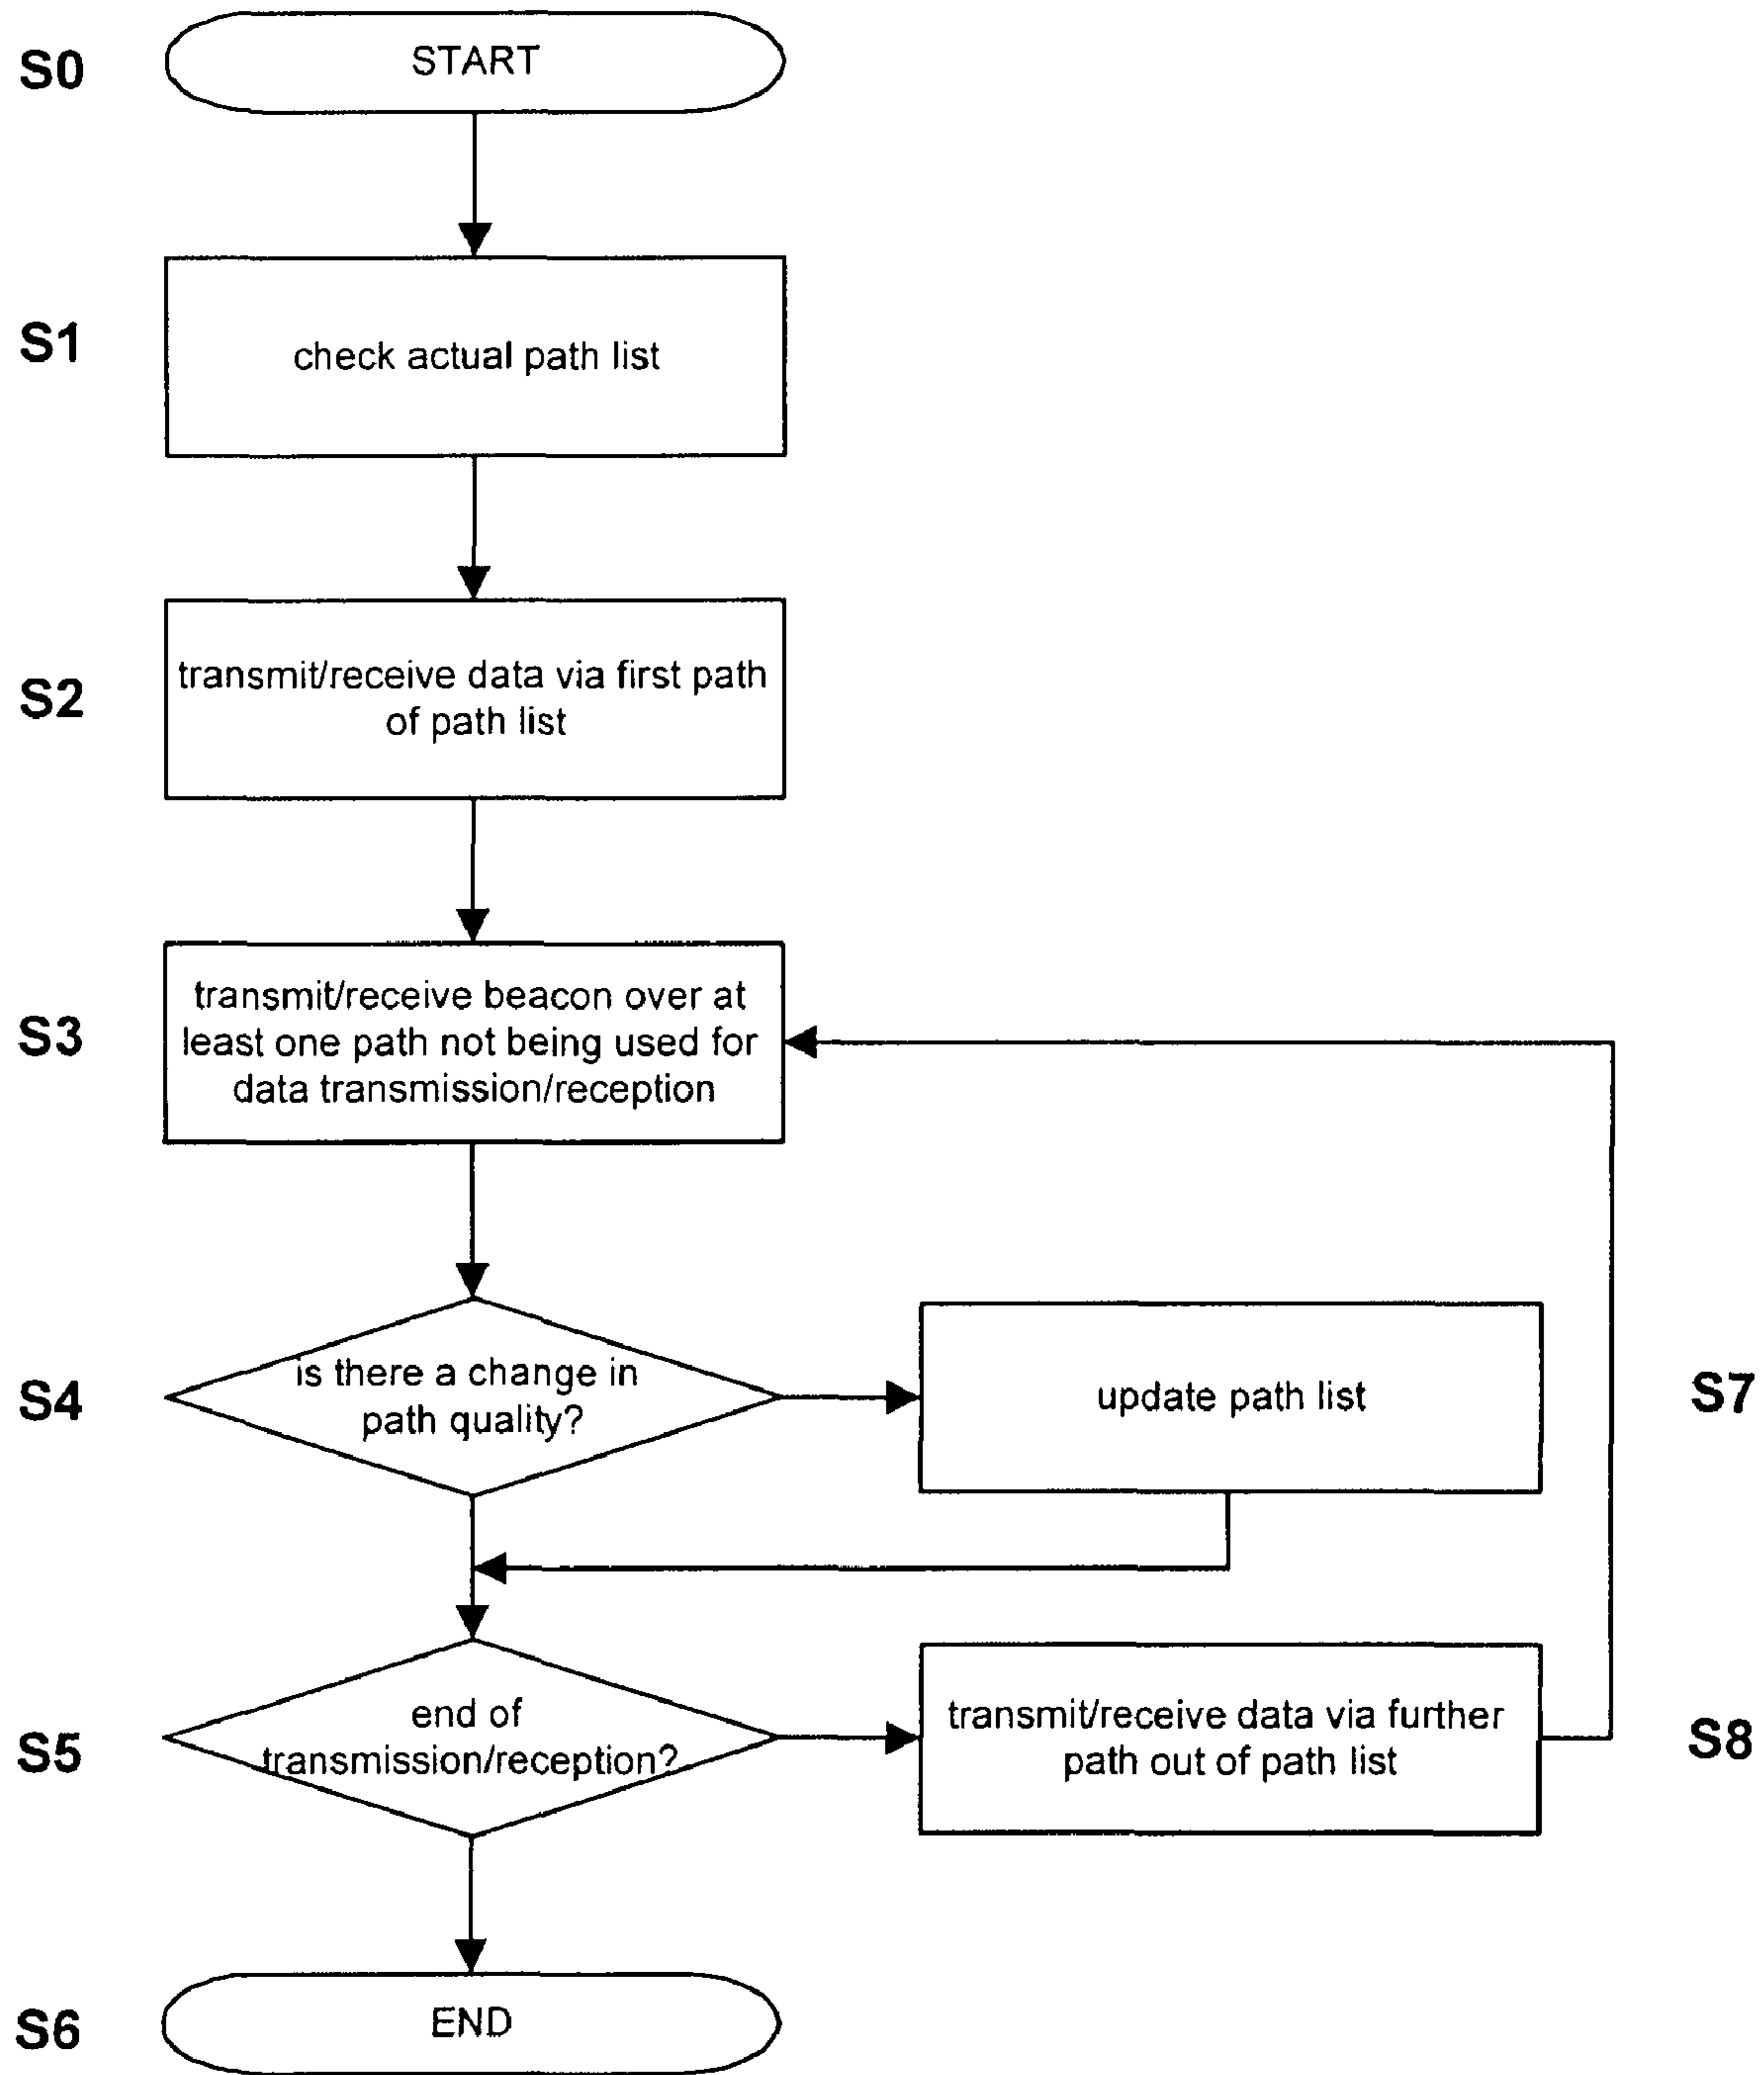 S0
START
S1
check actual path list
S2
transmit/receive data via first path
of path list
S3
transmit/receive beacon over at
least one path not being used for
data transmission/reception
S4
is there a change in
path quality?
update path list
S7
S5
end of
transmission/reception?
transmit/receive data via further
path out of path list
S8
S6
END